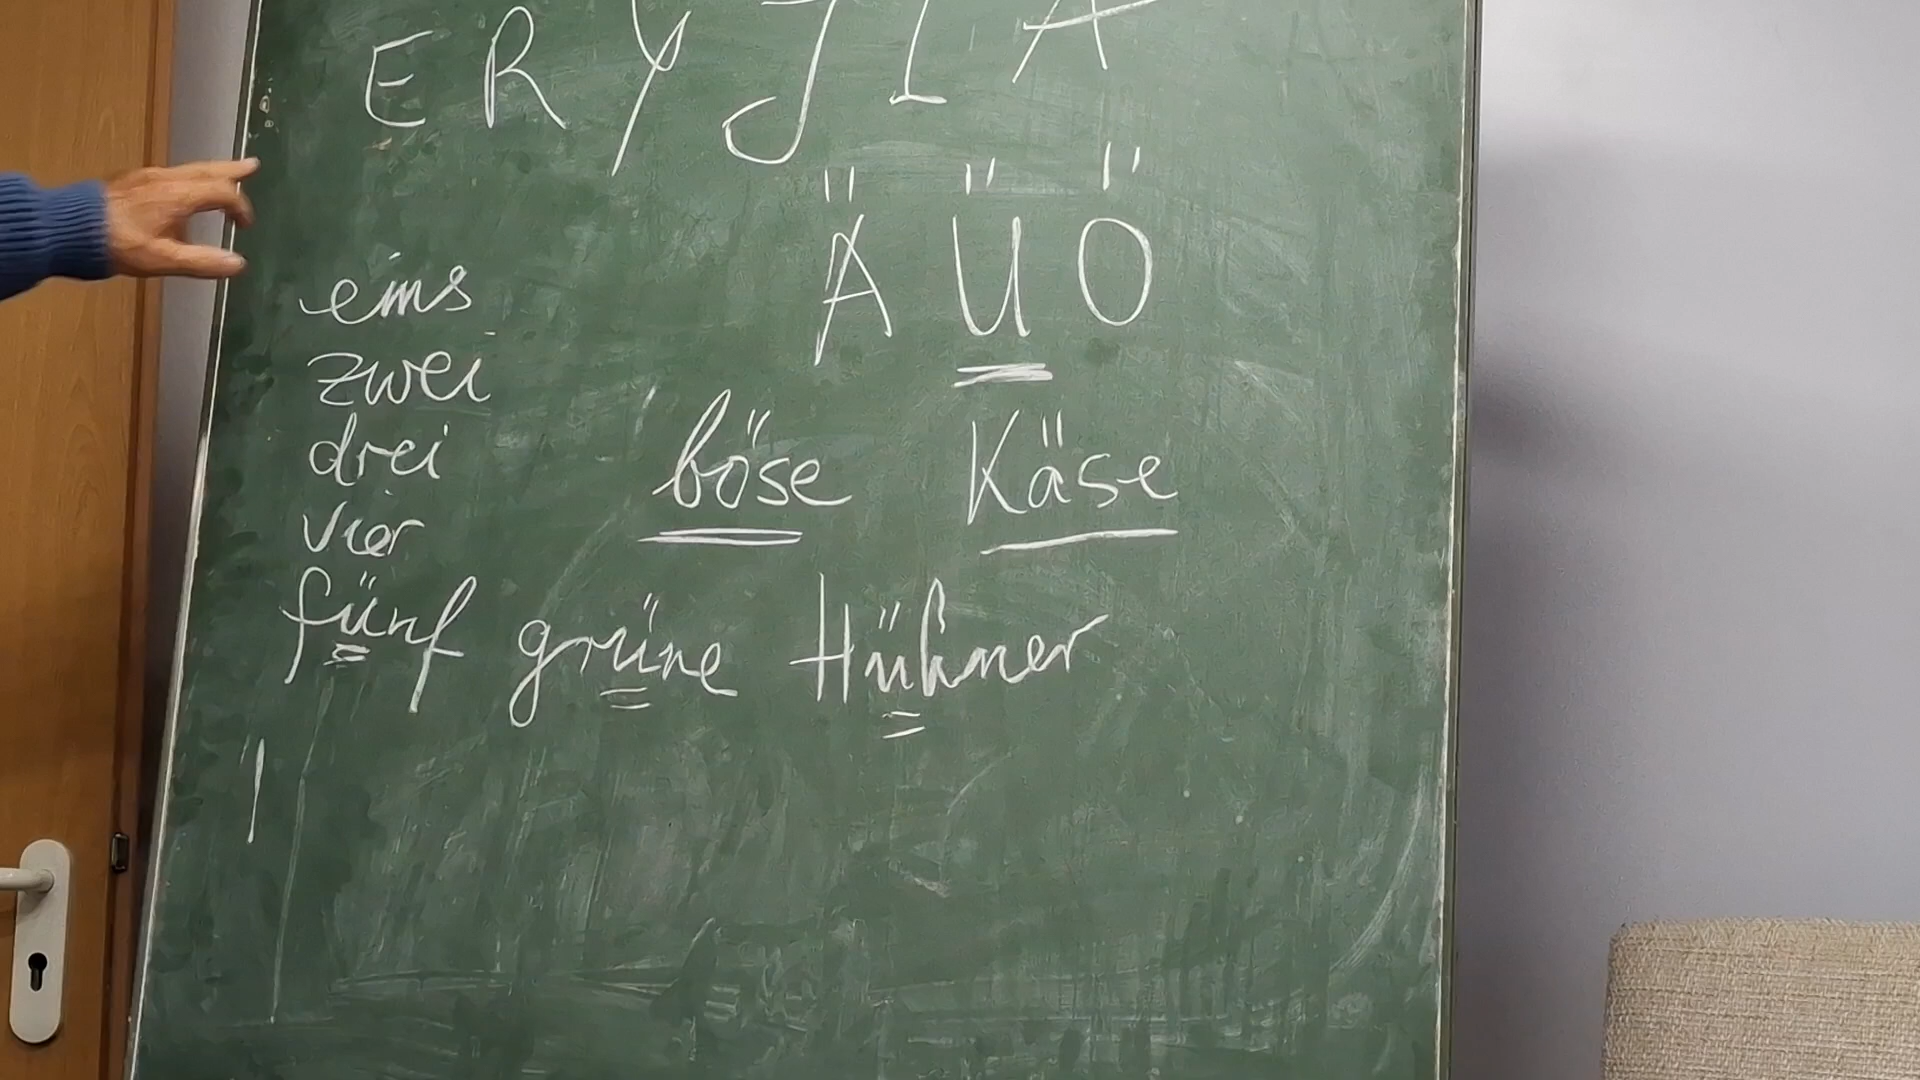 E R Y J I A
Ä Ü Ö
eins
zwei
drei
böse Käse
vier
fünf grüne Hühner